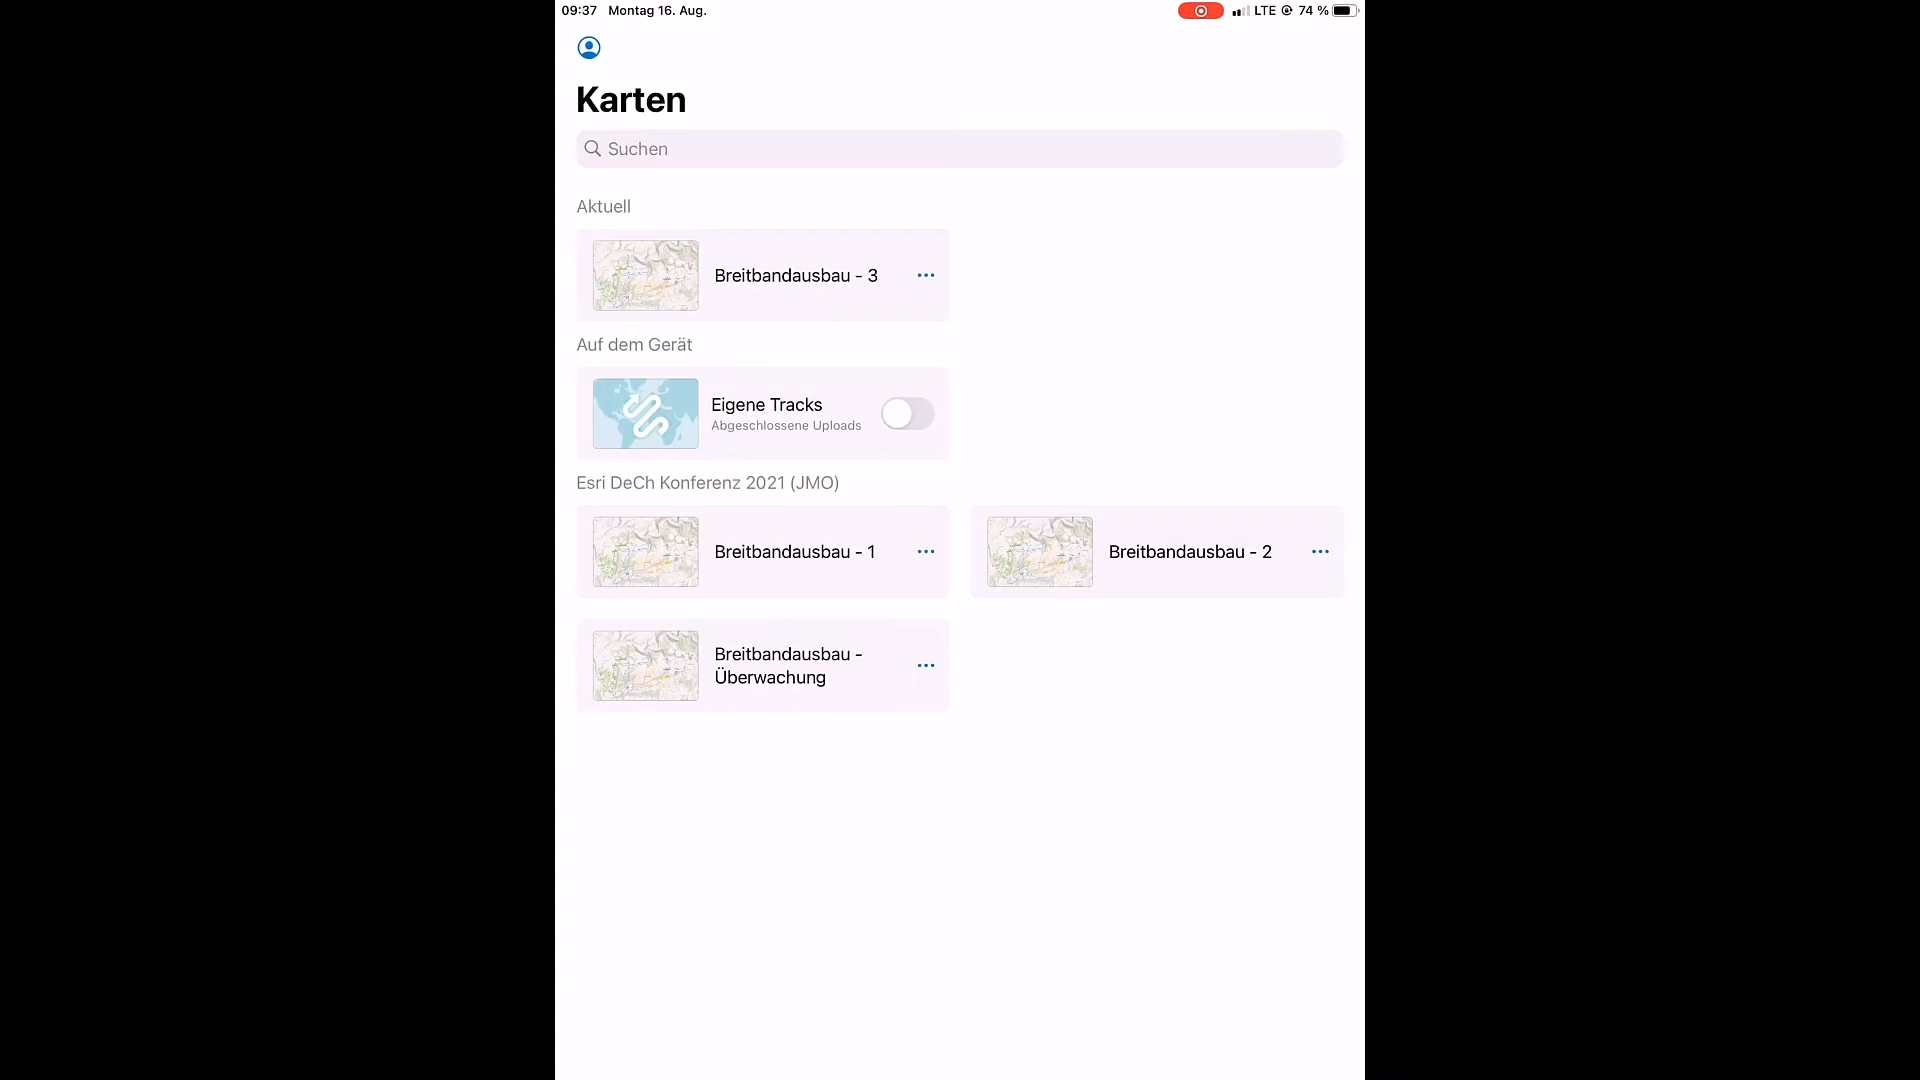 09:37 Montag 16. Aug.
LTE 74 %
Karten
Suchen
Aktuell
Breitbandausbau - 3
Auf dem Gerät
Eigene Tracks
Abgeschlossene Uploads
Esri DeCh Konferenz 2021 (JMO)
Breitbandausbau - 1
Breitbandausbau - 2
Breitbandausbau -
Überwachung